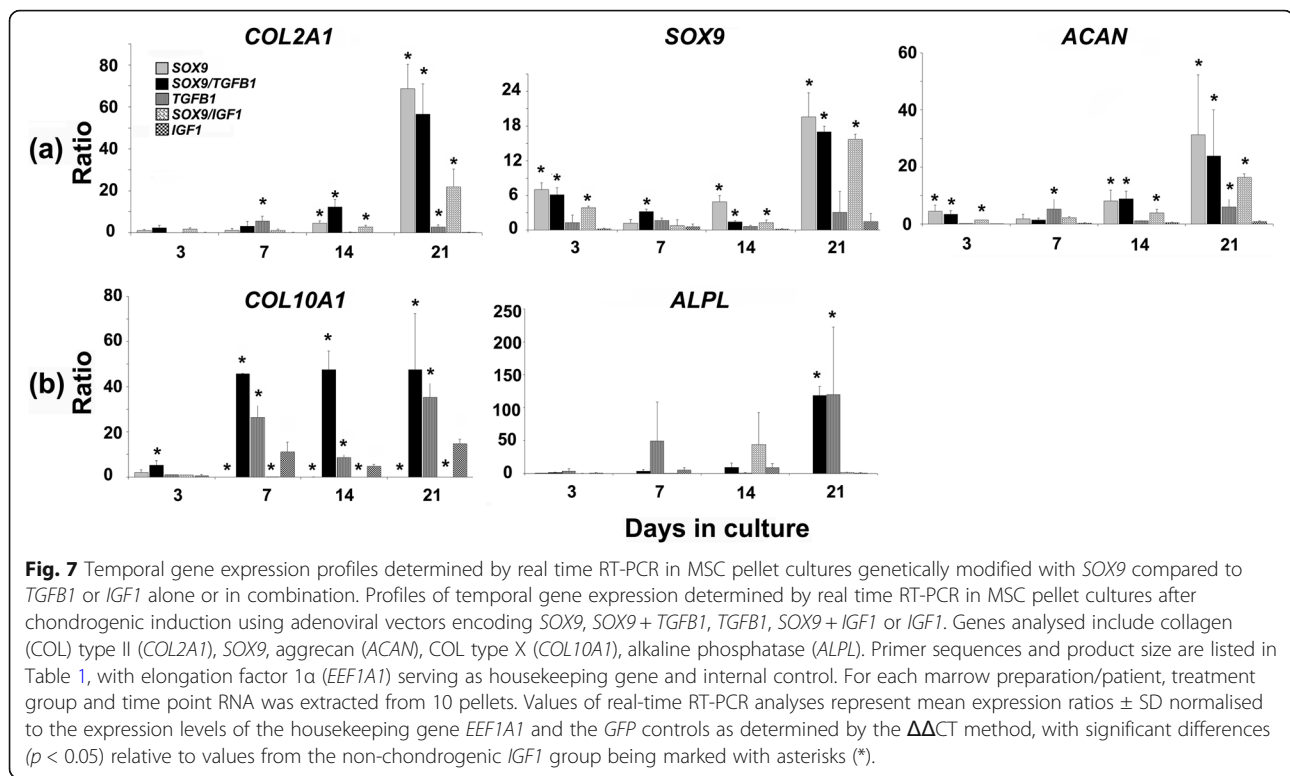 COL2A1 SOX9 ACAN
80
60
40
20
0
SOX9
SOX9/TGFB1
TGFB1
SOX9/IGF1
IGF1
* * * * * * * *
3 7 14 21
24
18
12
6
0
* * * * * * * * * *
3 7 14 21
60
40
20
0
* * * * * * * * * * *
3 7 14 21
(a)
Ratio
COL10A1 ALPL
80
60
40
20
0
* * * * * * * * * * * * *
3 7 14 21
250
200
150
100
50
0
* *
3 7 14 21
(b)
Ratio
Days in culture
Fig. 7 Temporal gene expression profiles determined by real time RT-PCR in MSC pellet cultures genetically modified with SOX9 compared to
TGFB1 or IGF1 alone or in combination. Profiles of temporal gene expression determined by real time RT-PCR in MSC pellet cultures after
chondrogenic induction using adenoviral vectors encoding SOX9, SOX9 + TGFB1, TGFB1, SOX9 + IGF1 or IGF1. Genes analysed include collagen
(COL) type II (COL2A1), SOX9, aggrecan (ACAN), COL type X (COL10A1), alkaline phosphatase (ALPL). Primer sequences and product size are listed in
Table 1, with elongation factor 1α (EEF1A1) serving as housekeeping gene and internal control. For each marrow preparation/patient, treatment
group and time point RNA was extracted from 10 pellets. Values of real-time RT-PCR analyses represent mean expression ratios ± SD normalised
to the expression levels of the housekeeping gene EEF1A1 and the GFP controls as determined by the ΔΔCT method, with significant differences
(p < 0.05) relative to values from the non-chondrogenic IGF1 group being marked with asterisks (*).